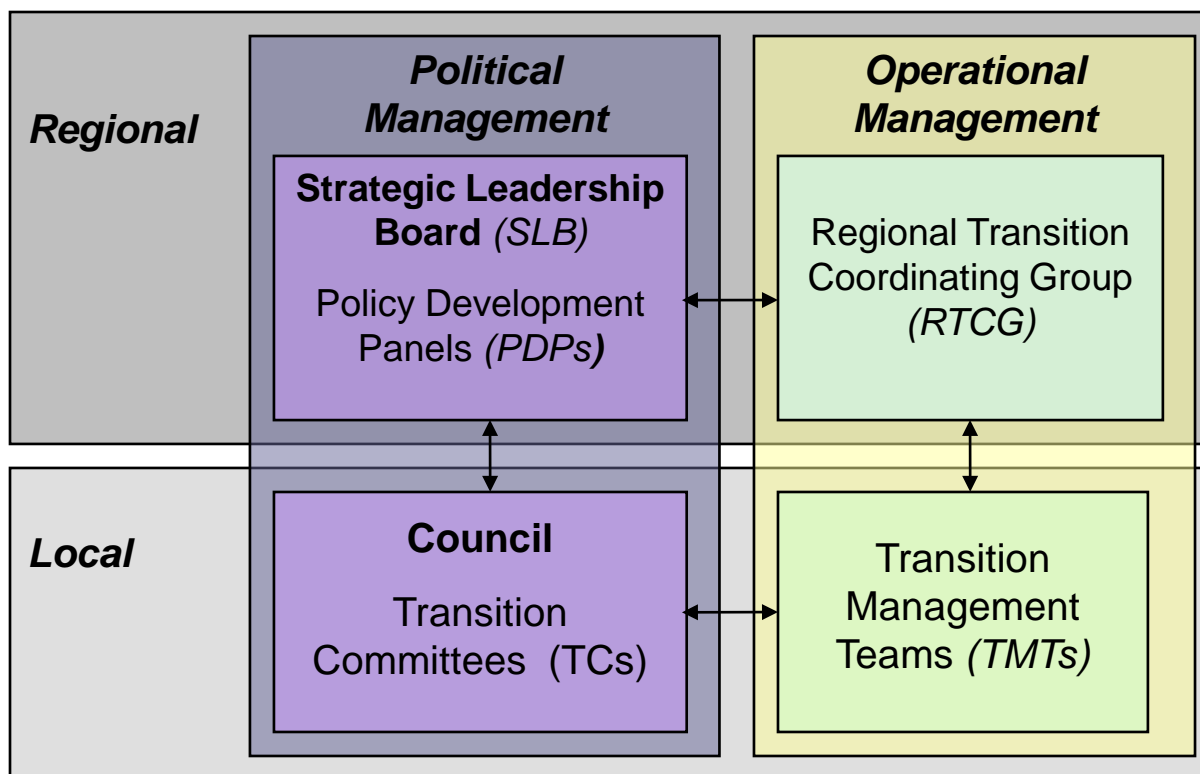 Political
Management
Operational
Management
Regional
Strategic Leadership
Board (SLB)
Policy Development
Panels (PDPs)
Regional Transition
Coordinating Group
(RTCG)
Local
Council
Transition
Committees  (TCs)
Transition
Management
Teams (TMTs)